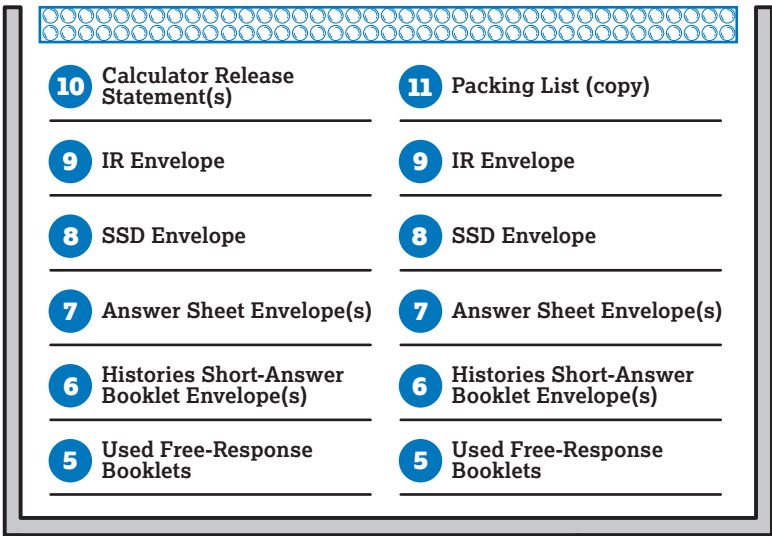 10 Calculator Release
Statement(s)
11 Packing List (copy)
9 IR Envelope
9 IR Envelope
8 SSD Envelope
8 SSD Envelope
7 Answer Sheet Envelope(s)
7 Answer Sheet Envelope(s)
6 Histories Short-Answer
Booklet Envelope(s)
6 Histories Short-Answer
Booklet Envelope(s)
5 Used Free-Response
Booklets
5 Used Free-Response
Booklets